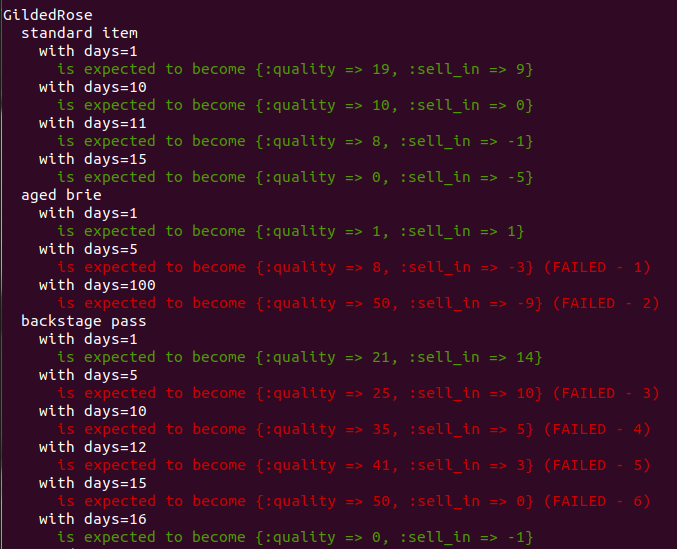 GildedRose
standard item
with days=1
is expected to become {:quality => 19, :sell_in => 9}
with days=10
is expected to become {:quality => 10, :sell_in => 0}
with days=11
is expected to become {:quality => 8, :sell_in => -1}
with days=15
is expected to become {:quality => 0, :sell_in => -5}
aged brie
with days=1
is expected to become {:quality => 1, :sell_in => 1}
with days=5
is expected to become {:quality => 8, :sell_in => -3} (FAILED - 1)
with days=100
is expected to become {:quality => 50, :sell_in => -9} (FAILED - 2)
backstage pass
with days=1
is expected to become {:quality => 21, :sell_in => 14}
with days=5
is expected to become {:quality => 25, :sell_in => 10} (FAILED - 3)
with days=10
is expected to become {:quality => 35, :sell_in => 5} (FAILED - 4)
with days=12
is expected to become {:quality => 41, :sell_in => 3} (FAILED - 5)
with days=15
is expected to become {:quality => 50, :sell_in => 0} (FAILED - 6)
with days=16
is expected to become {:quality => 0, :sell_in => -1}